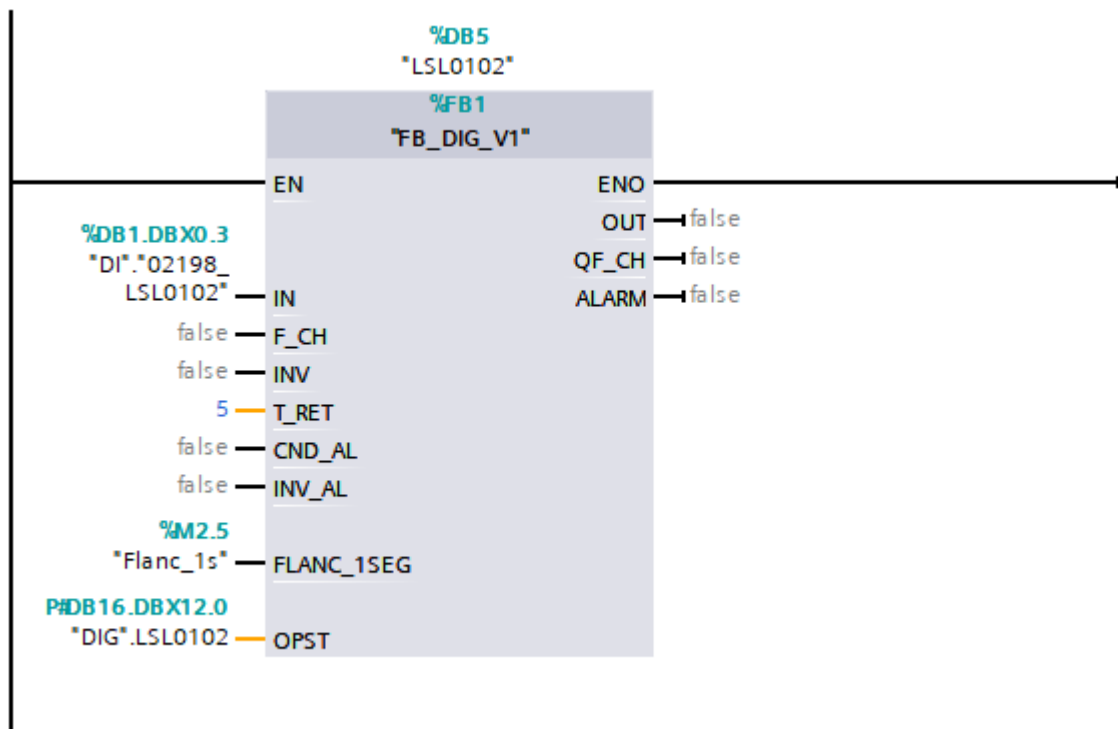 %DB5
"LSL0102"
%FB1
"FB_DIG_V1"
EN
ENO
OUT
false
%DB1.DBX0.3
"DI"."02198_
LSL0102"
IN
QF_CH
false
ALARM
false
false
F_CH
false
INV
5
T_RET
false
CND_AL
false
INV_AL
%M2.5
"Flanc_1s"
FLANC_1SEG
P#DB16.DBX12.0
"DIG".LSL0102
OPST